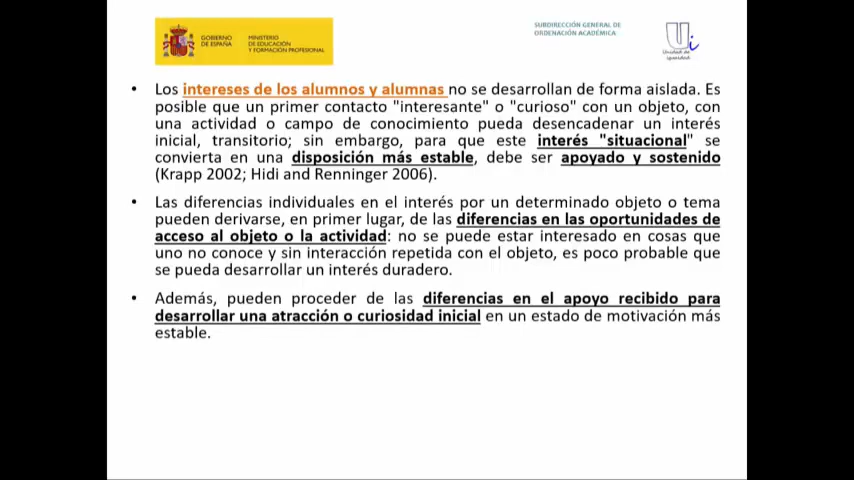 GOBIERNO
DE ESPAÑA
MINISTERIO
DE EDUCACIÓN
Y FORMACIÓN PROFESIONAL
SUBDIRECCIÓN GENERAL DE
ORDENACIÓN ACADÉMICA
Ui
Unidad de
igualdad
• Los intereses de los alumnos y alumnas no se desarrollan de forma aislada. Es
posible que un primer contacto "interesante" o "curioso" con un objeto, con
una actividad o campo de conocimiento pueda desencadenar un interés
inicial, transitorio; sin embargo, para que este interés "situacional" se
convierta en una disposición más estable, debe ser apoyado y sostenido
(Krapp 2002; Hidi and Renninger 2006).
• Las diferencias individuales en el interés por un determinado objeto o tema
pueden derivarse, en primer lugar, de las diferencias en las oportunidades de
acceso al objeto o la actividad: no se puede estar interesado en cosas que
uno no conoce y sin interacción repetida con el objeto, es poco probable que
se pueda desarrollar un interés duradero.
• Además, pueden proceder de las diferencias en el apoyo recibido para
desarrollar una atracción o curiosidad inicial en un estado de motivación más
estable.